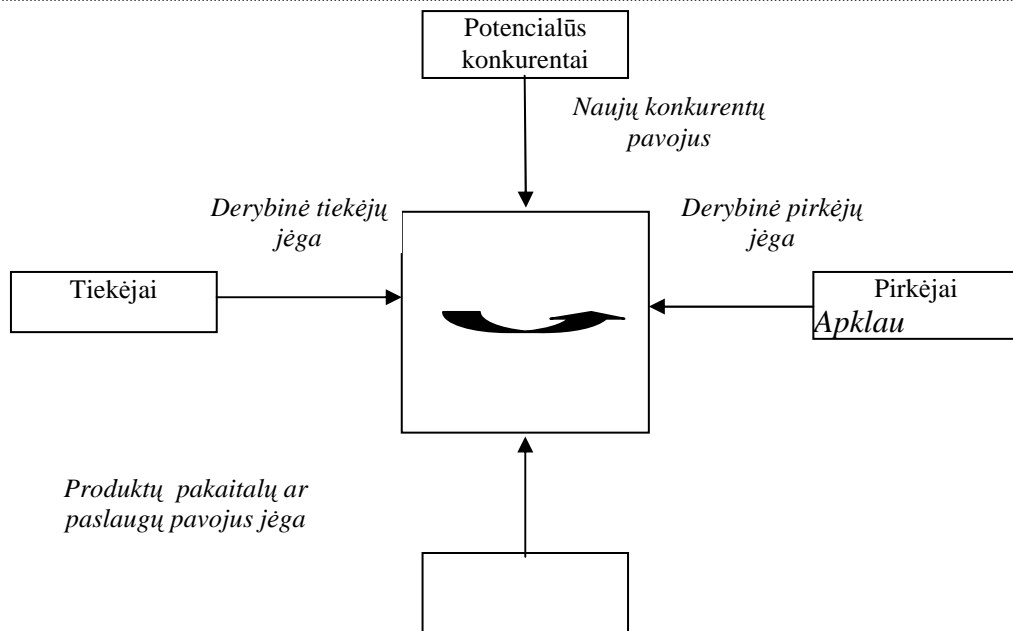 Potencialūs
konkurentai
Naujų konkurentų
pavojus
Derybinė tiekėjų
jėga
Derybinė pirkėjų
jėga
Tiekėjai
Pirkėjai
Apklau
Produktų pakaitalų ar
paslaugų pavojus jėga